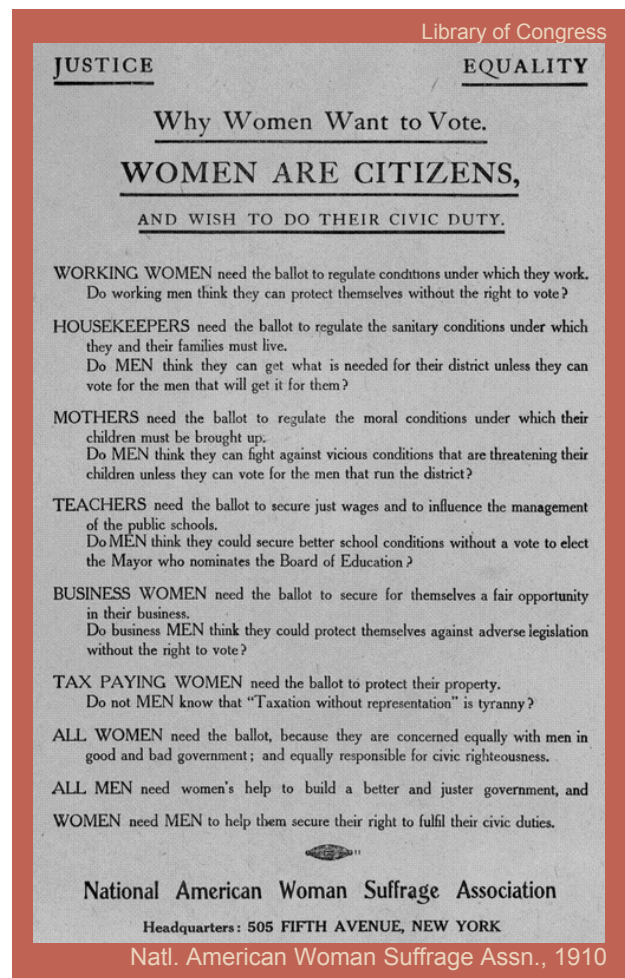 Library of Congress
JUSTICE EQUALITY
Why Women Want to Vote.
WOMEN ARE CITIZENS,
AND WISH TO DO THEIR CIVIC DUTY.
WORKING WOMEN need the ballot to regulate conditions under which they work.
Do working men think they can protect themselves without the right to vote?
HOUSEKEEPERS need the ballot to regulate the sanitary conditions under which
they and their families must live.
Do MEN think they can get what is needed for their district unless they can
vote for the men that will get it for them?
MOTHERS need the ballot to regulate the moral conditions under which their
children must be brought up.
Do MEN think they can fight against vicious conditions that are threatening their
children unless they can vote for the men that run the district?
TEACHERS need the ballot to secure just wages and to influence the management
of the public schools.
Do MEN think they could secure better school conditions without a vote to elect
the Mayor who nominates the Board of Education?
BUSINESS WOMEN need the ballot to secure for themselves a fair opportunity
in their business.
Do business MEN think they could protect themselves against adverse legislation
without the right to vote?
TAX PAYING WOMEN need the ballot to protect their property.
Do not MEN know that "Taxation without representation" is tyranny?
ALL WOMEN need the ballot, because they are concerned equally with men in
good and bad government; and equally responsible for civic righteousness.
ALL MEN need women's help to build a better and juster government, and
WOMEN need MEN to help them secure their right to fulfil their civic duties.
National American Woman Suffrage Association
Headquarters: 505 FIFTH AVENUE, NEW YORK
Natl. American Woman Suffrage Assn., 1910